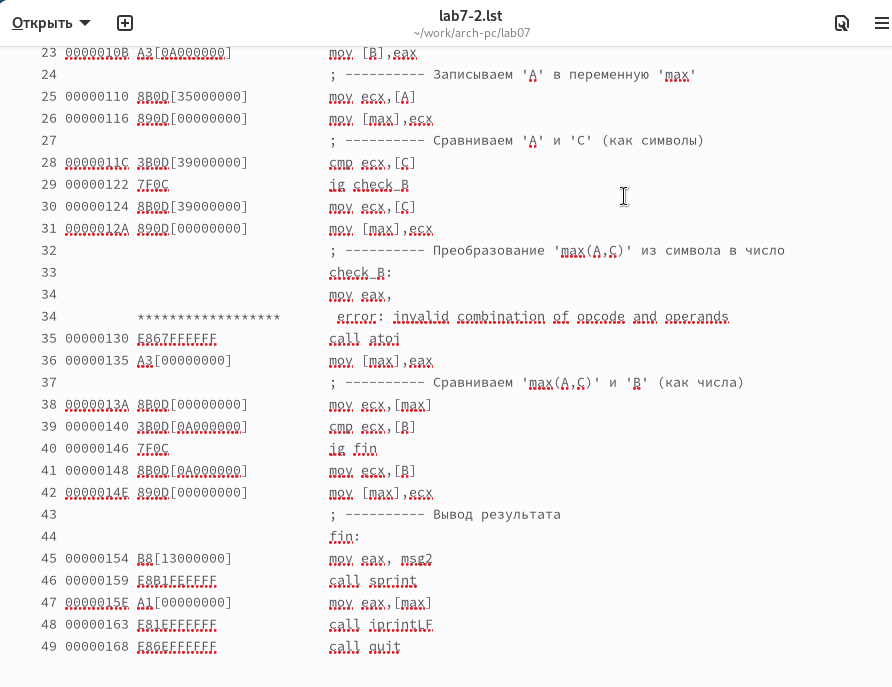 Открыть
lab7-2.lst
~/work/arch-pc/lab07
23 0000010B A3[0A000000] mov [B],eax
24 ; ---------- Записываем 'A' в переменную 'max'
25 00000110 8B0D[35000000] mov ecx,[A]
26 00000116 890D[00000000] mov [max],ecx
27 ; ---------- Сравниваем 'A' и 'С' (как символы)
28 0000011C 3B0D[39000000] cmp ecx,[C]
29 00000122 7F0C jg check_B
30 00000124 8B0D[39000000] mov ecx,[C]
31 0000012A 890D[00000000] mov [max],ecx
32 ; ---------- Преобразование 'max(A,C)' из символа в число
33 check_B:
34 mov eax,
34 ****************** error: invalid combination of opcode and operands
35 00000130 E867FFFFFF call atoi
36 00000135 A3[00000000] mov [max],eax
37 ; ---------- Сравниваем 'max(A,C)' и 'B' (как числа)
38 0000013A 8B0D[00000000] mov ecx,[max]
39 00000140 3B0D[0A000000] cmp ecx,[B]
40 00000146 7F0C jg fin
41 00000148 8B0D[0A000000] mov ecx,[B]
42 0000014E 890D[00000000] mov [max],ecx
43 ; ---------- Вывод результата
44 fin:
45 00000154 B8[13000000] mov eax, msg2
46 00000159 E8B1FEFFFF call sprint
47 0000015E A1[00000000] mov eax,[max]
48 00000163 E81EFFFFFF call iprintLF
49 00000168 E86EFFFFFF call quit